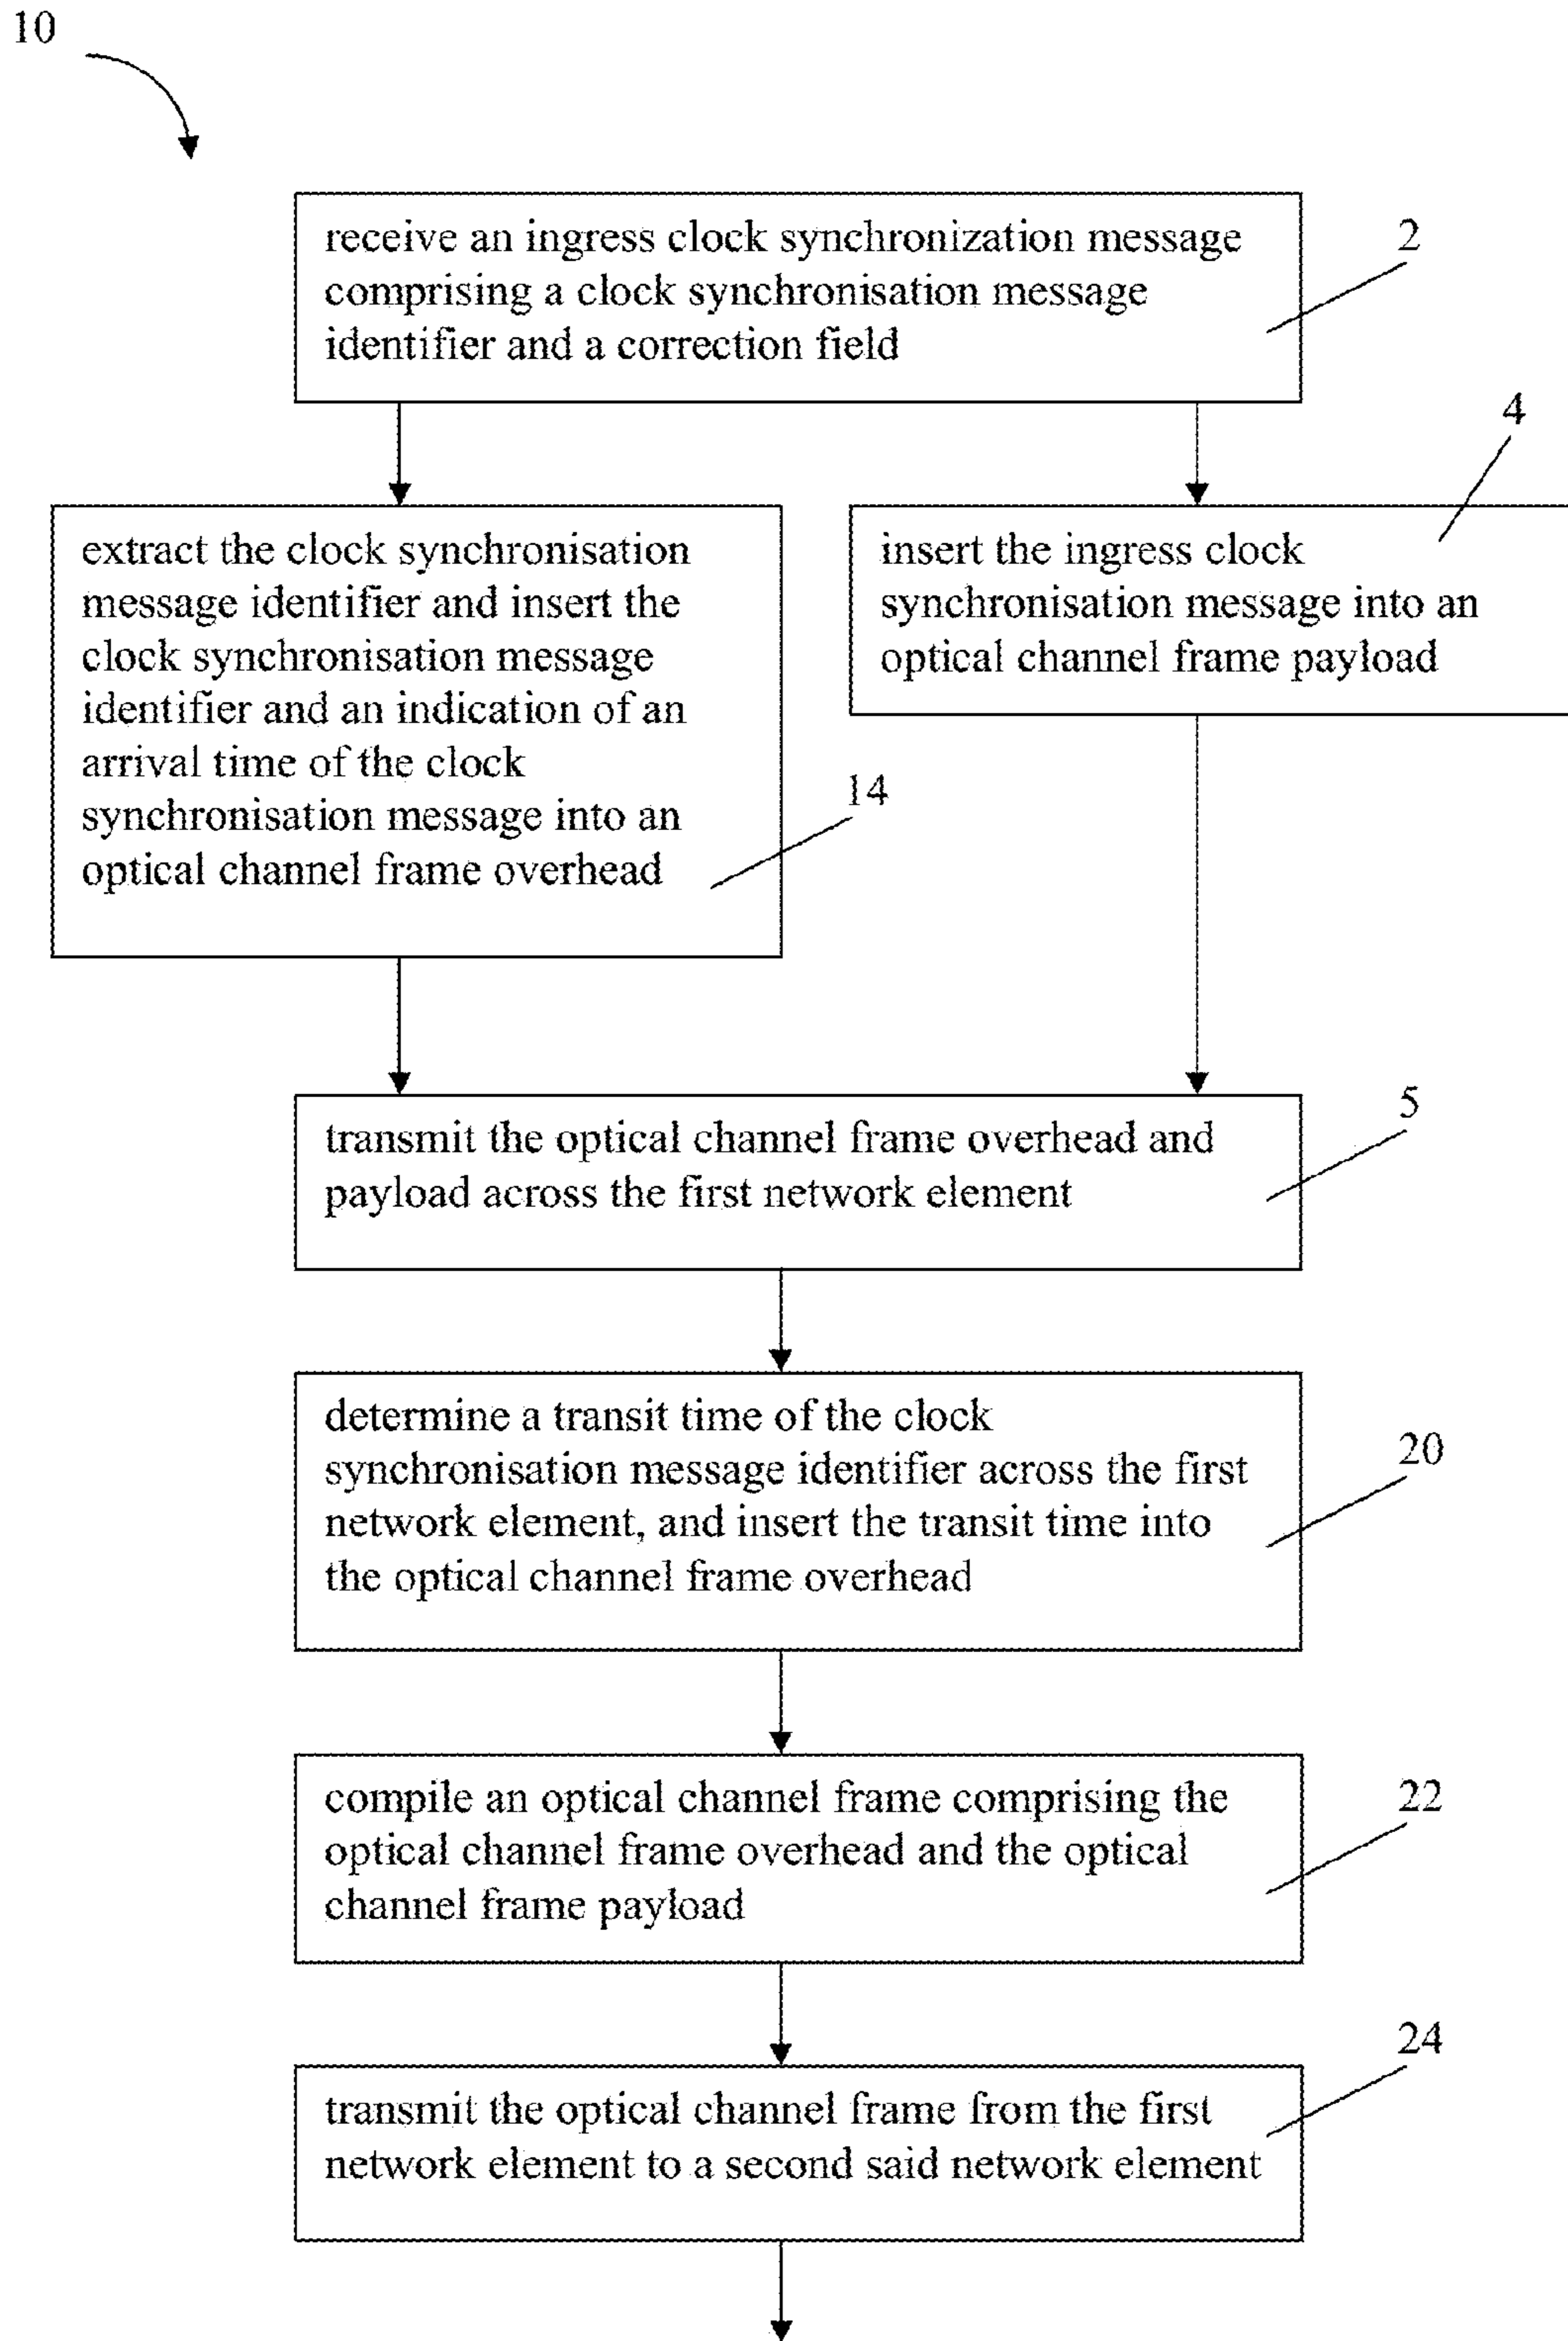 10
receive an ingress clock synchronization message
comprising a clock synchronisation message
identifier and a correction field
2
4
extract the clock synchronisation
message identifier and insert the
clock synchronisation message
identifier and an indication of an
arrival time of the clock
synchronisation message into an
optical channel frame overhead
14
insert the ingress clock
synchronisation message into an
optical channel frame payload
transmit the optical channel frame overhead and
payload across the first network element
5
determine a transit time of the clock
synchronisation message identifier across the first
network element, and insert the transit time into
the optical channel frame overhead
20
compile an optical channel frame comprising the
optical channel frame overhead and the optical
channel frame payload
22
transmit the optical channel frame from the first
network element to a second said network element
24